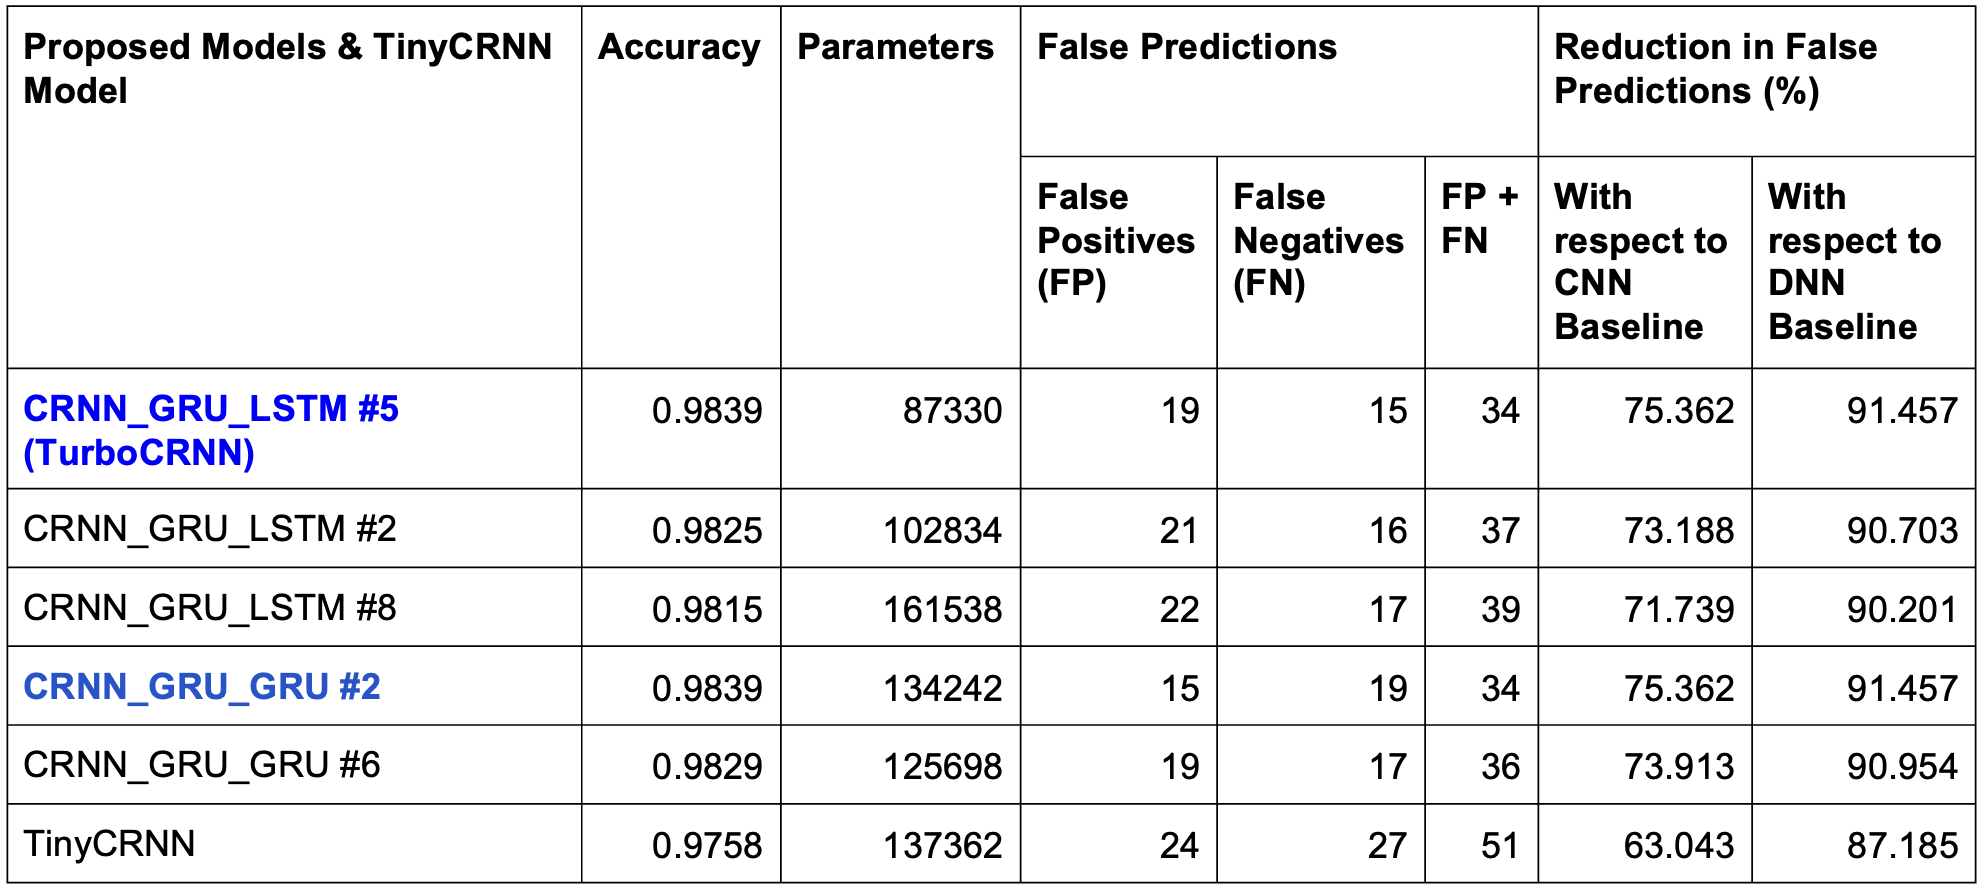 Proposed Models & TinyCRNN Model Accuracy Parameters False Predictions Reduction in False Predictions (%)
False Positives (FP) False Negatives (FN) FP + FN With respect to CNN Baseline With respect to DNN Baseline
CRNN_GRU_LSTM #5 (TurboCRNN) 0.9839 87330 19 15 34 75.362 91.457
CRNN_GRU_LSTM #2 0.9825 102834 21 16 37 73.188 90.703
CRNN_GRU_LSTM #8 0.9815 161538 22 17 39 71.739 90.201
CRNN_GRU_GRU #2 0.9839 134242 15 19 34 75.362 91.457
CRNN_GRU_GRU #6 0.9829 125698 19 17 36 73.913 90.954
TinyCRNN 0.9758 137362 24 27 51 63.043 87.185